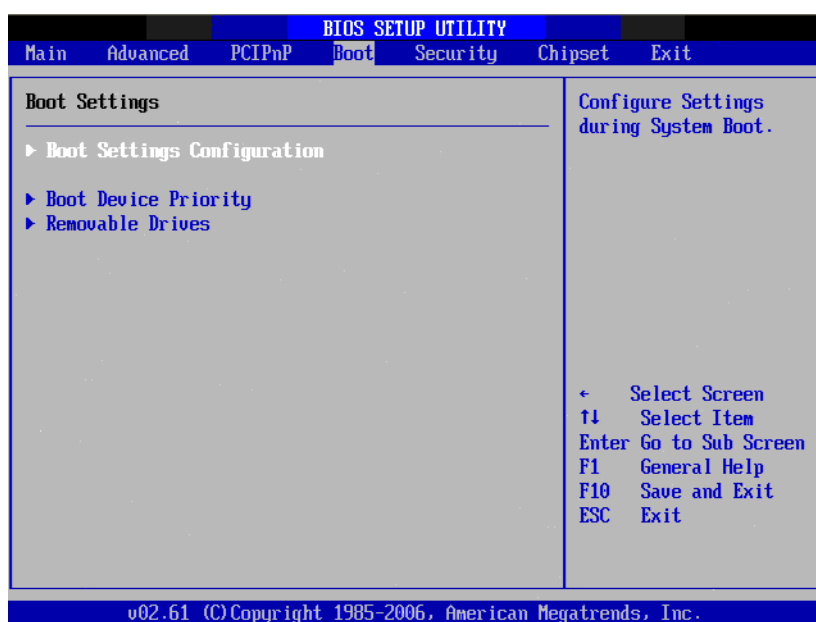 BIOS SETUP UTILITY
Main Advanced PCIPnP Boot Security Chipset Exit
Boot Settings
▶ Boot Settings Configuration
▶ Boot Device Priority
▶ Removable Drives
Configure Settings
during System Boot.
← Select Screen
↑↓ Select Item
Enter Go to Sub Screen
F1 General Help
F10 Save and Exit
ESC Exit
v02.61 (C)Copyright 1985-2006, American Megatrends, Inc.